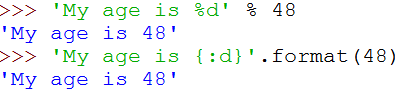 >>> 'My age is %d' % 48
'My age is 48'
>>> 'My age is {:d}'.format(48)
'My age is 48'